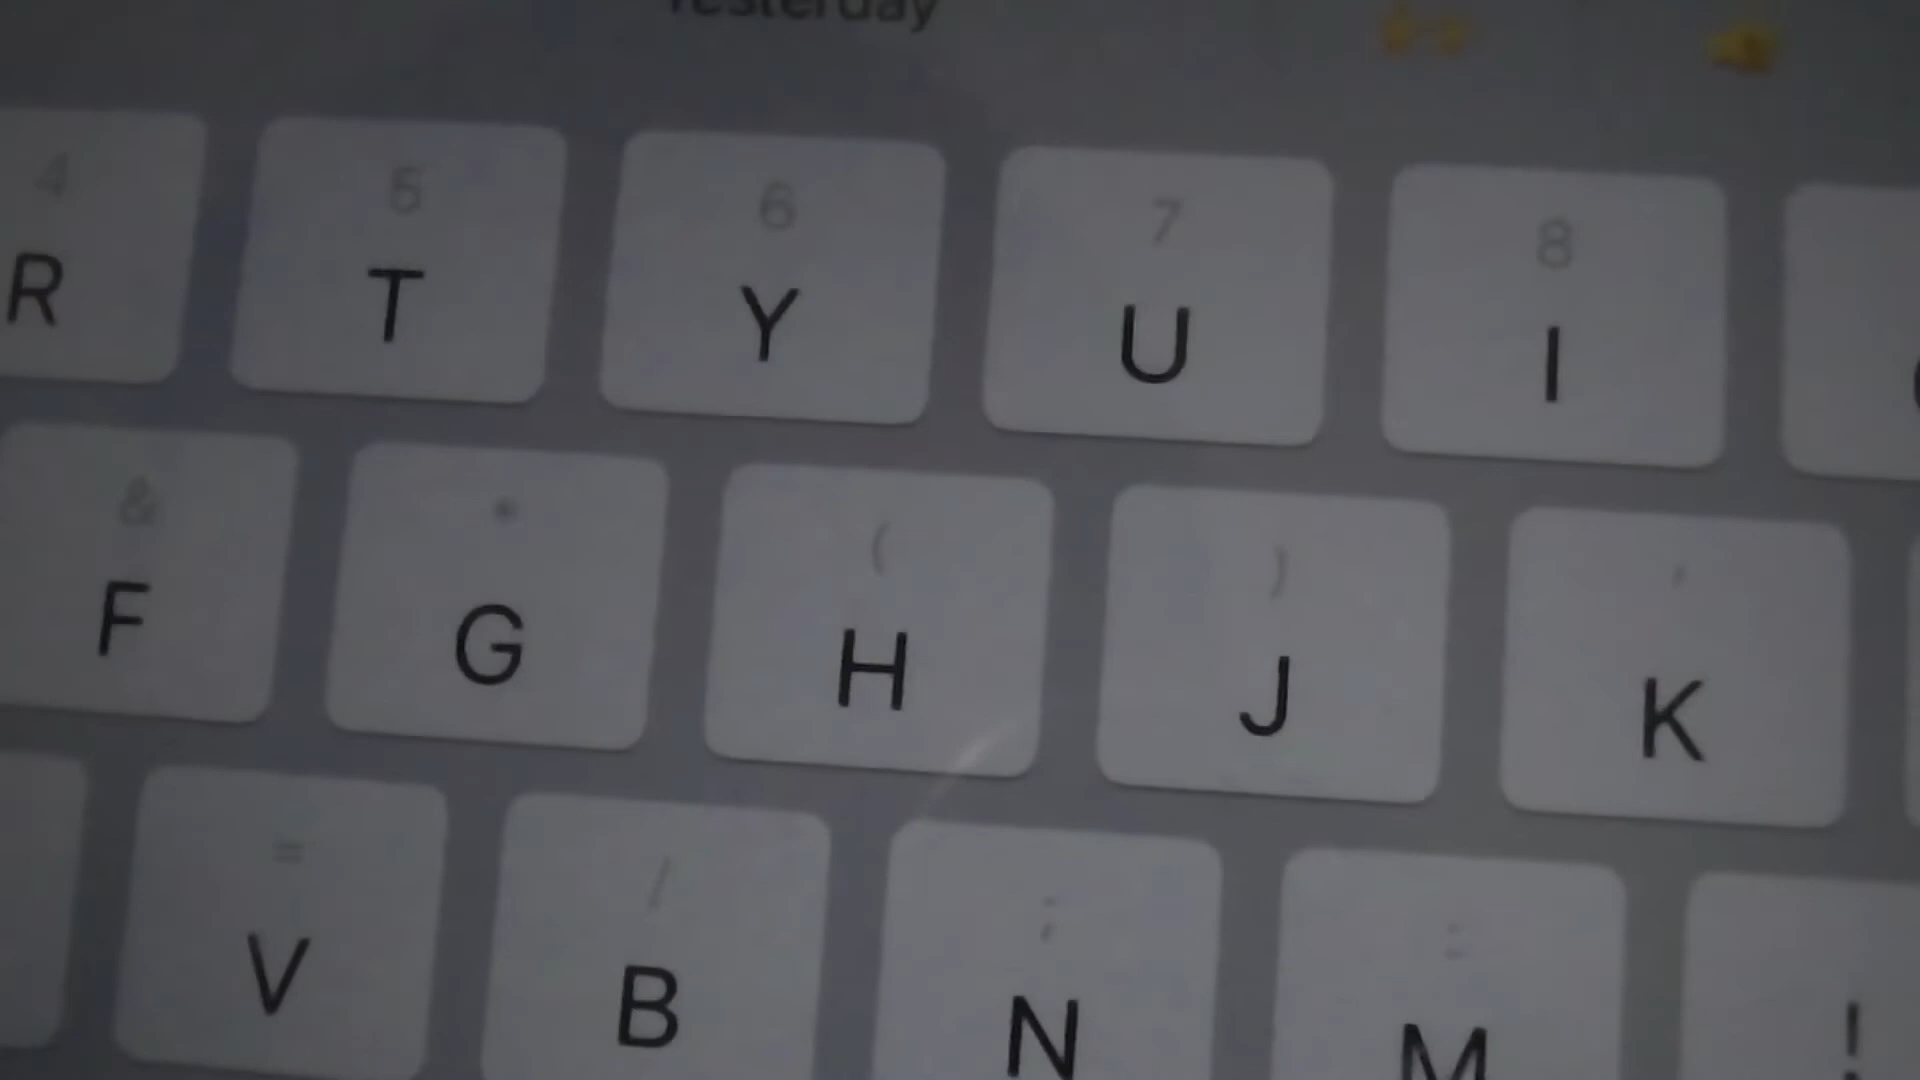 Yesterday
4 5 6 7 8
R T Y U I
& * ( ) '
F G H J K
= / ; :
V B N M !